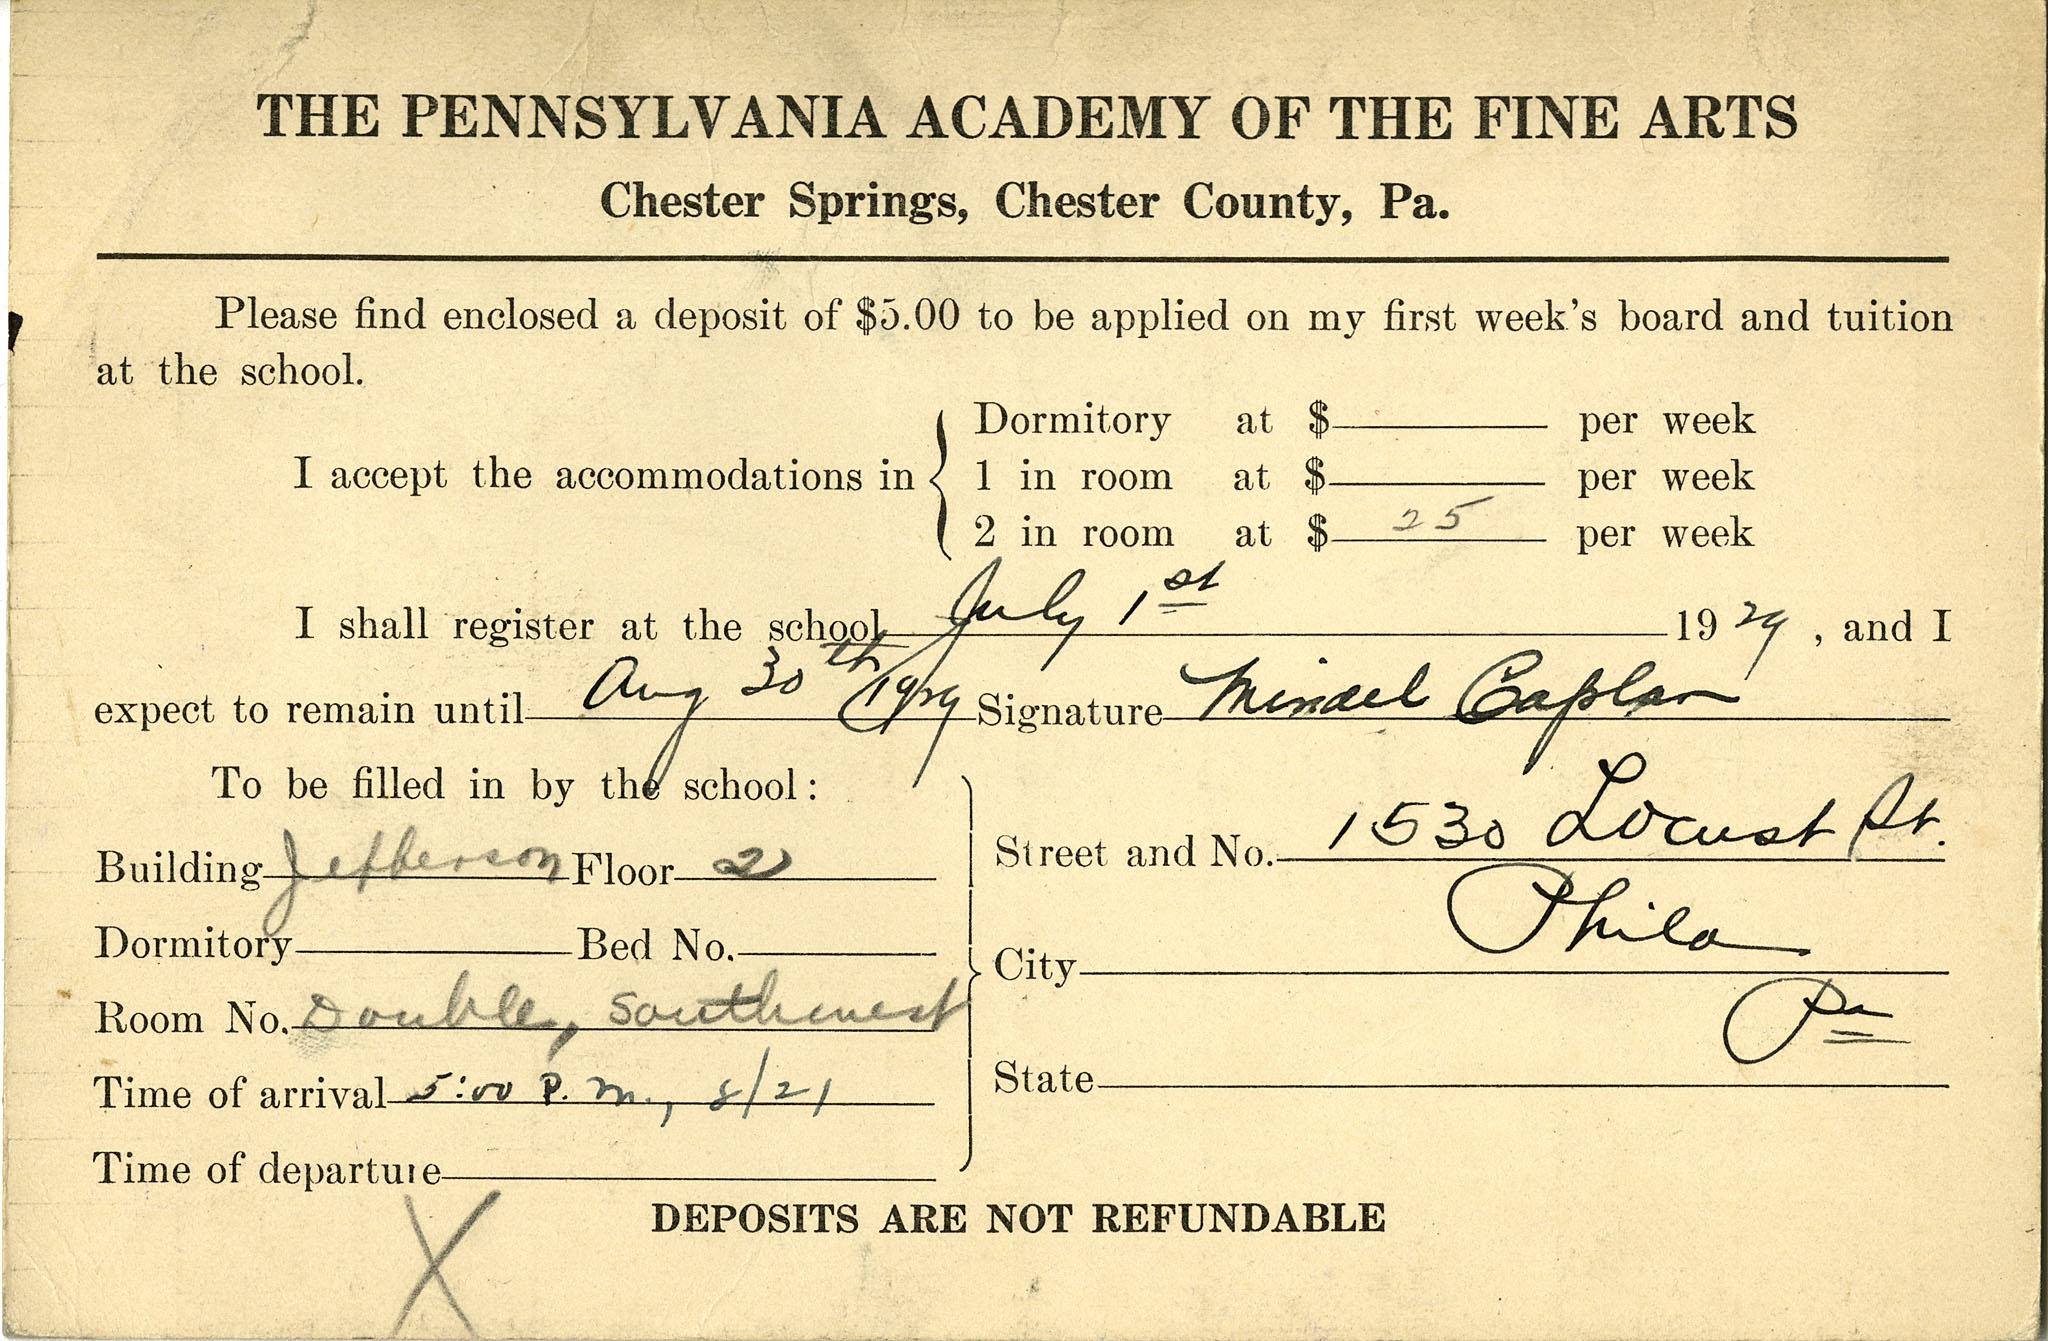 THE PENNSYLVANIA ACADEMY OF THE FINE ARTS
Chester Springs, Chester County, Pa.
Please find enclosed a deposit of $5.00 to be applied on my first week's board and tuition
at the school.
I accept the accommodations in
Dormitory at $ per week
1 in room at $ per week
2 in room at $ 25 per week
I shall register at the school July 1st 1929, and I
expect to remain until Aug 30th 1929 Signature Mindel Caplan
To be filled in by the school:
Building Jefferson Floor 2
Dormitory Bed No.
Room No. Double, Southwest
Time of arrival 5:00 P.M., 8/21
Time of departure
Street and No. 1530 Locust St.
City Phila
State Pa
DEPOSITS ARE NOT REFUNDABLE
X